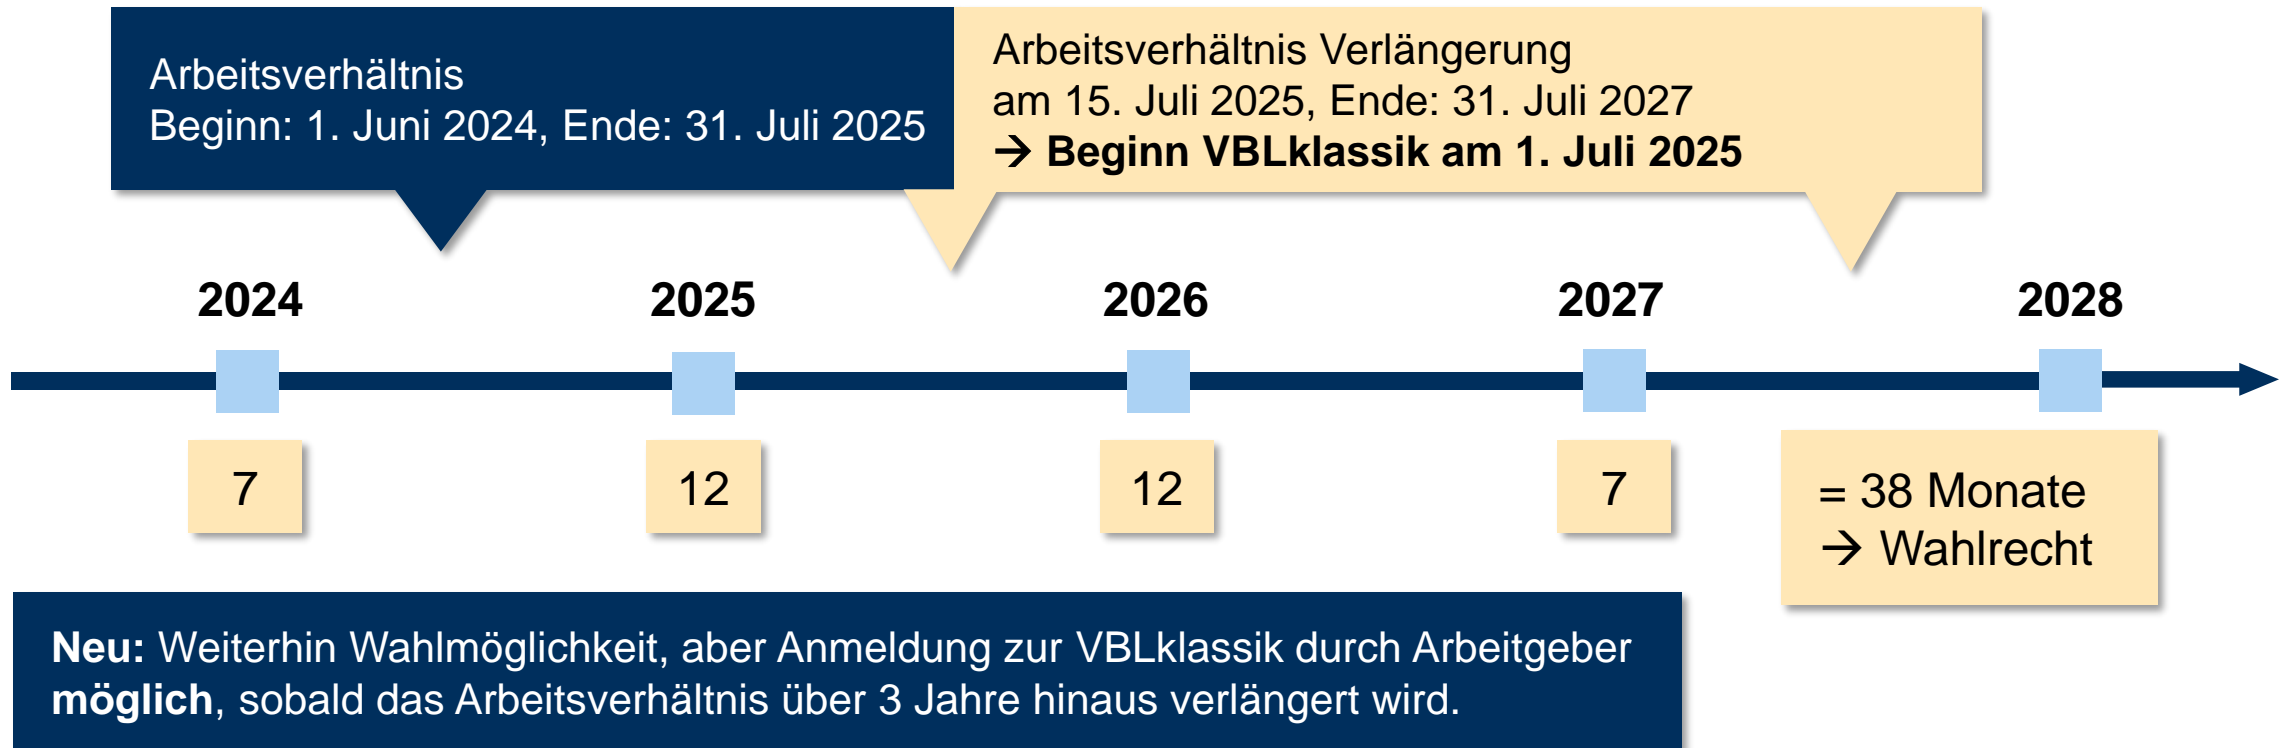 Arbeitsverhältnis
Beginn: 1. Juni 2024, Ende: 31. Juli 2025
Arbeitsverhältnis Verlängerung
am 15. Juli 2025, Ende: 31. Juli 2027
→ Beginn VBLklassik am 1. Juli 2025
2024
2025
2026
2027
2028
7
12
12
7
= 38 Monate
→ Wahlrecht
Neu: Weiterhin Wahlmöglichkeit, aber Anmeldung zur VBLklassik durch Arbeitgeber
möglich, sobald das Arbeitsverhältnis über 3 Jahre hinaus verlängert wird.